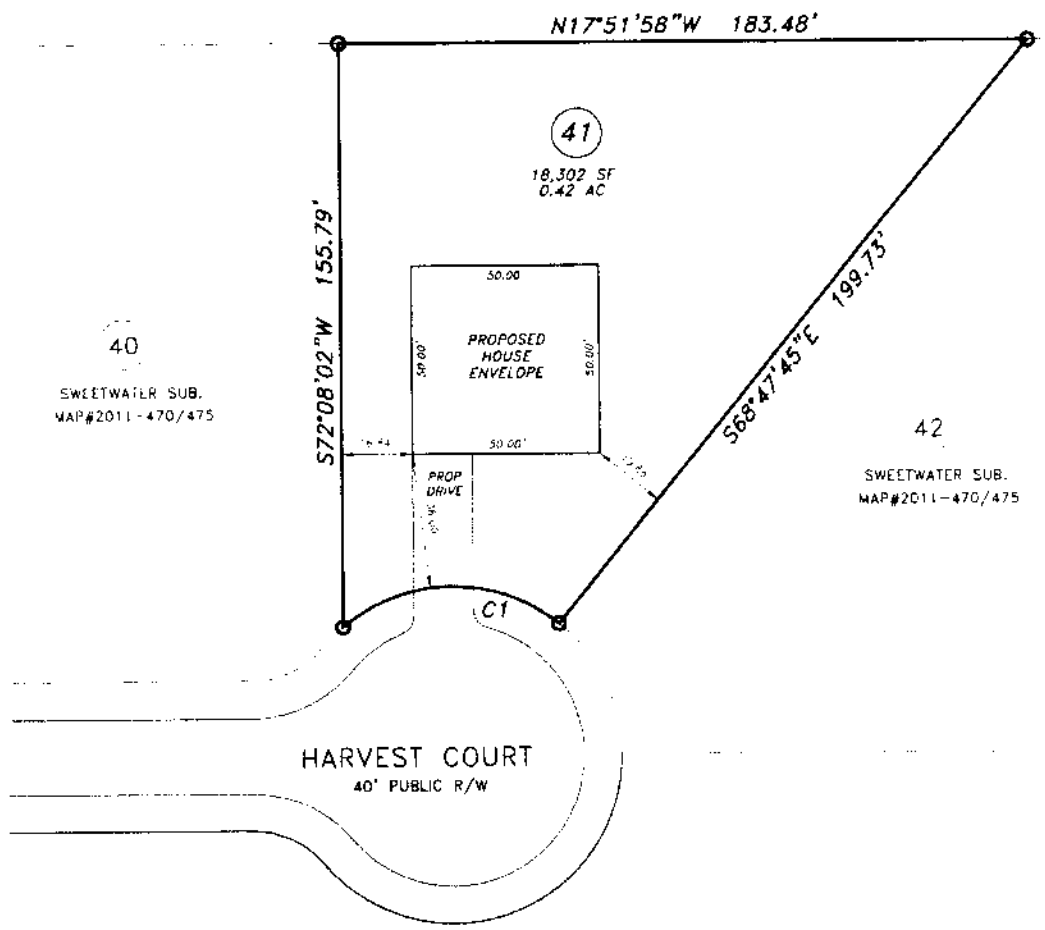 N17°51'58"W 183.48'
41
18,302 SF
0.42 AC
S72°08'02"W 155.79'
S68°47'45"E 199.73'
50.00
50.00'
50.00'
50.00'
PROPOSED
HOUSE
ENVELOPE
40
SWEETWATER SUB.
MAP#2011-470/475
42
SWEETWATER SUB.
MAP#2011-470/475
PROP
DRIVE
C1
HARVEST COURT
40' PUBLIC R/W